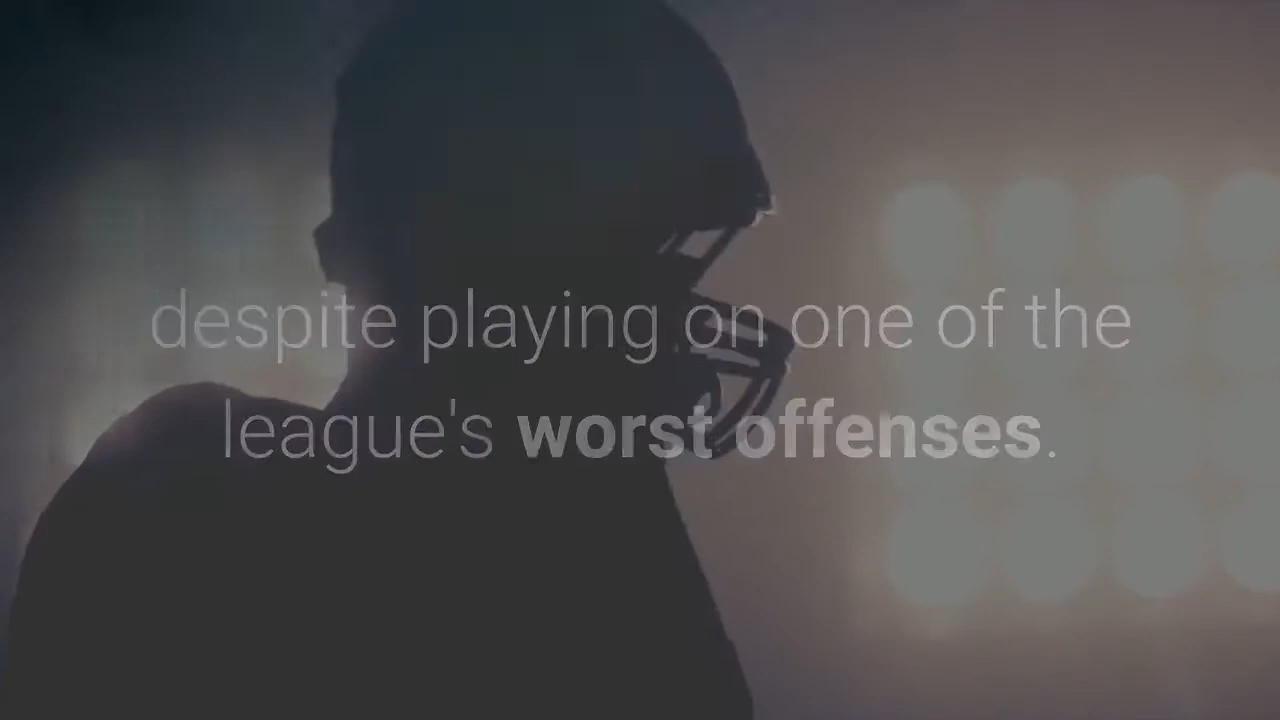 despite playing on one of the
league's worst offenses.